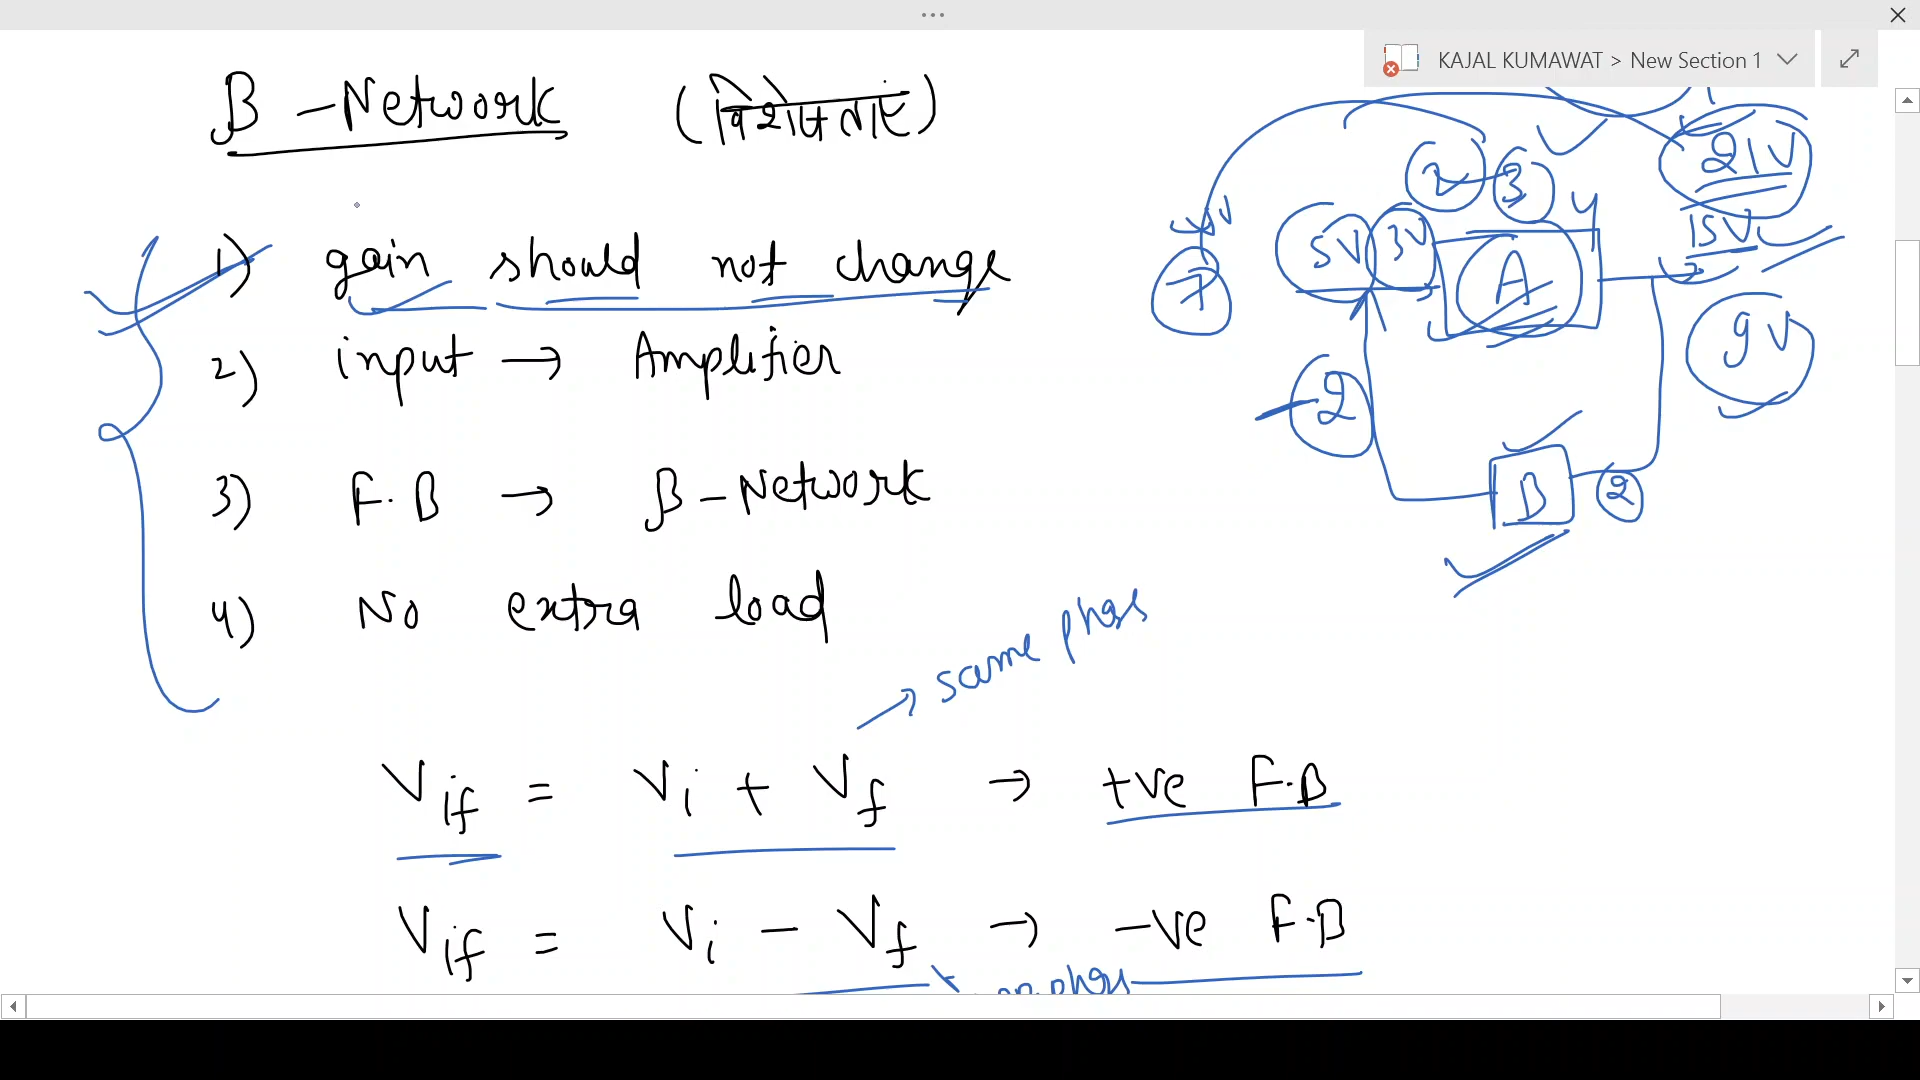 KAJAL KUMAWAT > New Section 1
β - Network (विशेषताएं)
1) gain should not change
2) input → Amplifier
3) F.B → β - Network
4) No extra load
→ same phase
Vif = Vi + Vf → +ve F.B
Vif = Vi - Vf → -ve F.B
2 3
21V
5V 3V A 15V
7
9V
2
B 2